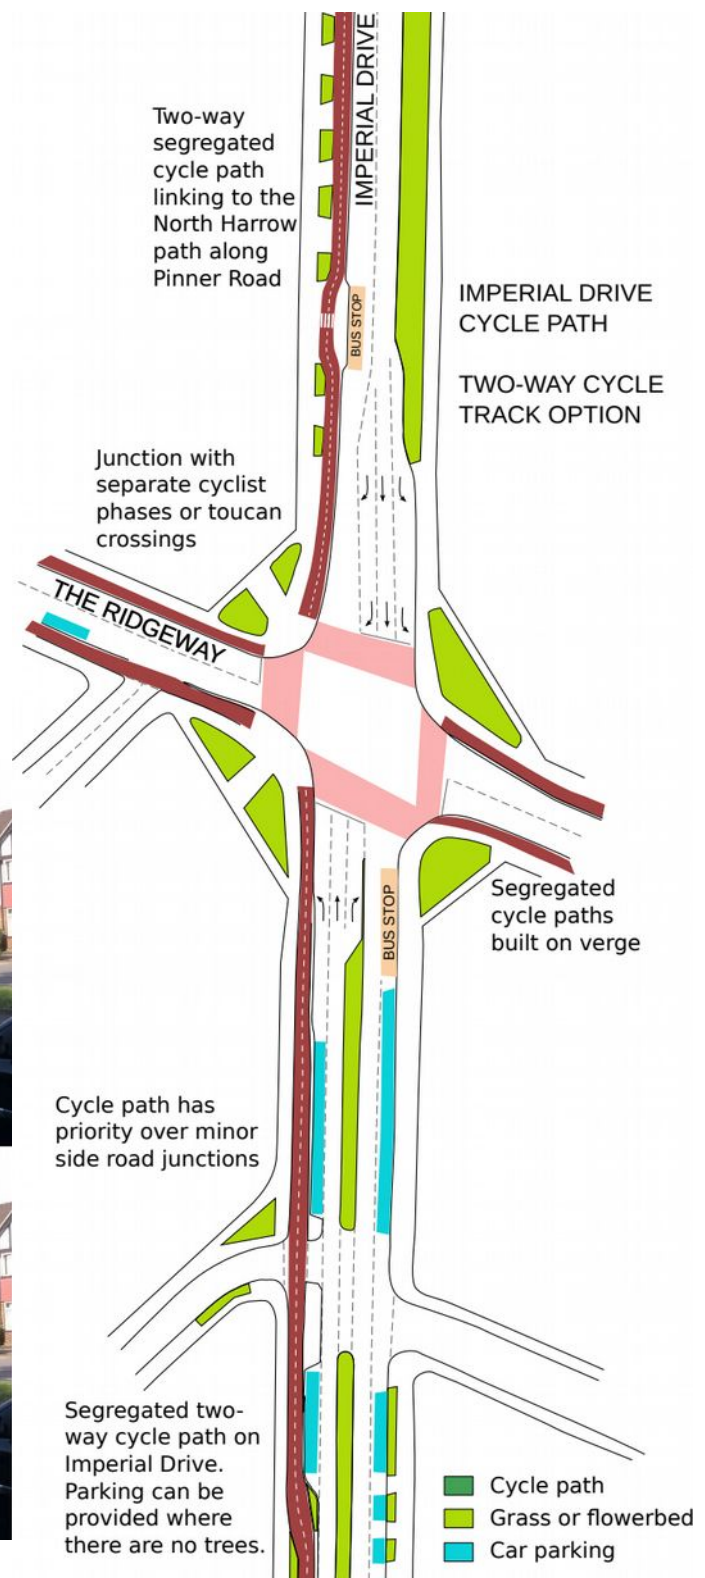 IMPERIAL DRIVE
Two-way
segregated
cycle path
linking to the
North Harrow
path along
Pinner Road
BUS STOP
IMPERIAL DRIVE
CYCLE PATH
TWO-WAY CYCLE
TRACK OPTION
Junction with
separate cyclist
phases or toucan
crossings
THE RIDGEWAY
BUS STOP
Segregated
cycle paths
built on verge
Cycle path has
priority over minor
side road junctions
Segregated two-
way cycle path on
Imperial Drive.
Parking can be
provided where
there are no trees.
Cycle path
Grass or flowerbed
Car parking